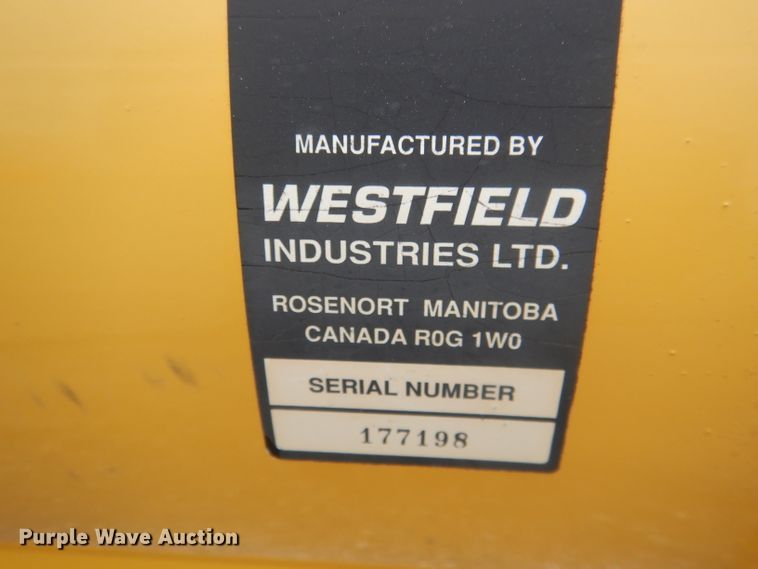 MANUFACTURED BY
WESTFIELD
INDUSTRIES LTD.
ROSENORT MANITOBA
CANADA R0G 1W0
SERIAL NUMBER
177198
Purple Wave Auction